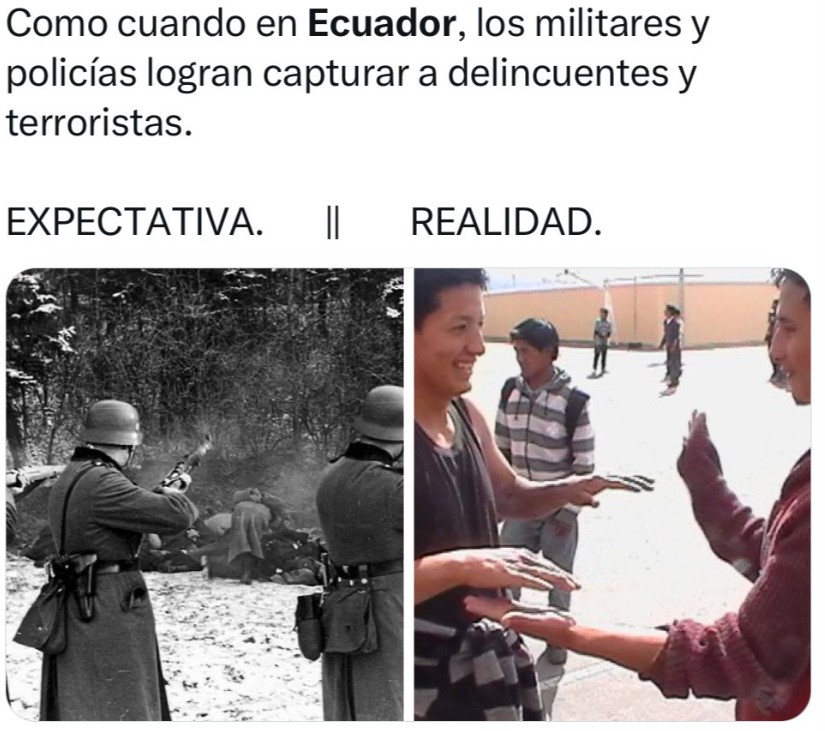 Como cuando en Ecuador, los militares y
policías logran capturar a delincuentes y
terroristas.
EXPECTATIVA. || REALIDAD.